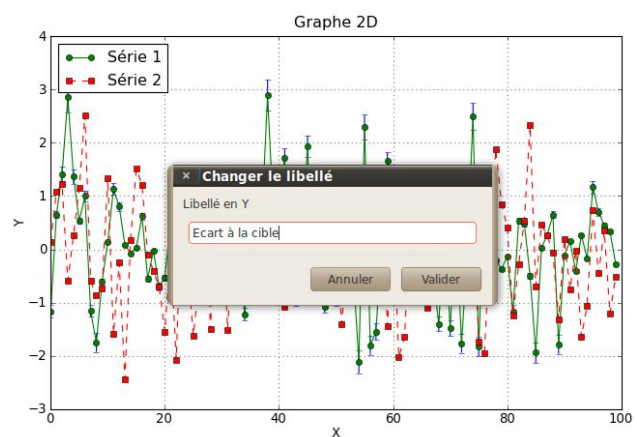 Graphe 2D
4
3
2
1
0
−1
−2
−3
Y
Série 1
Série 2
Changer le libellé
Libellé en Y
Ecart à la cible
Annuler
Valider
0
20
40
60
80
100
X